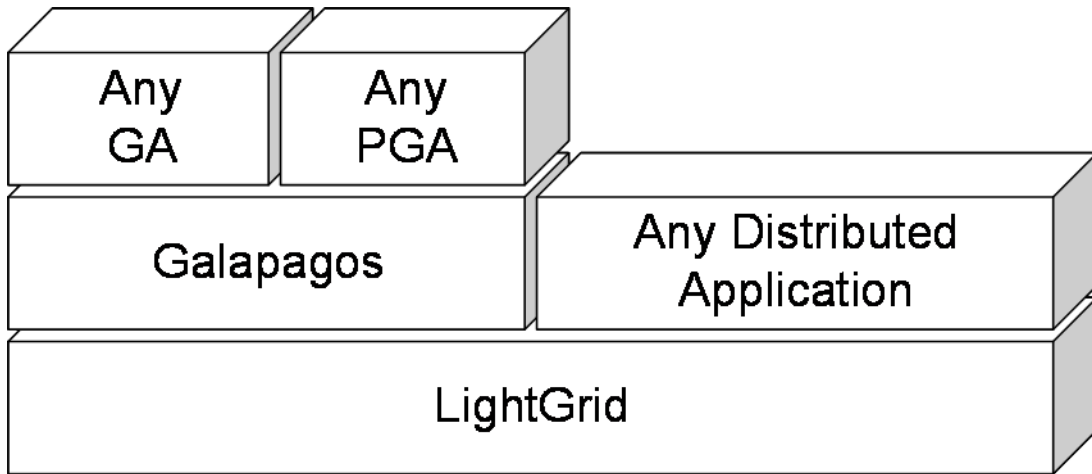 Any
GA
Any
PGA
Galapagos
Any Distributed
Application
LightGrid